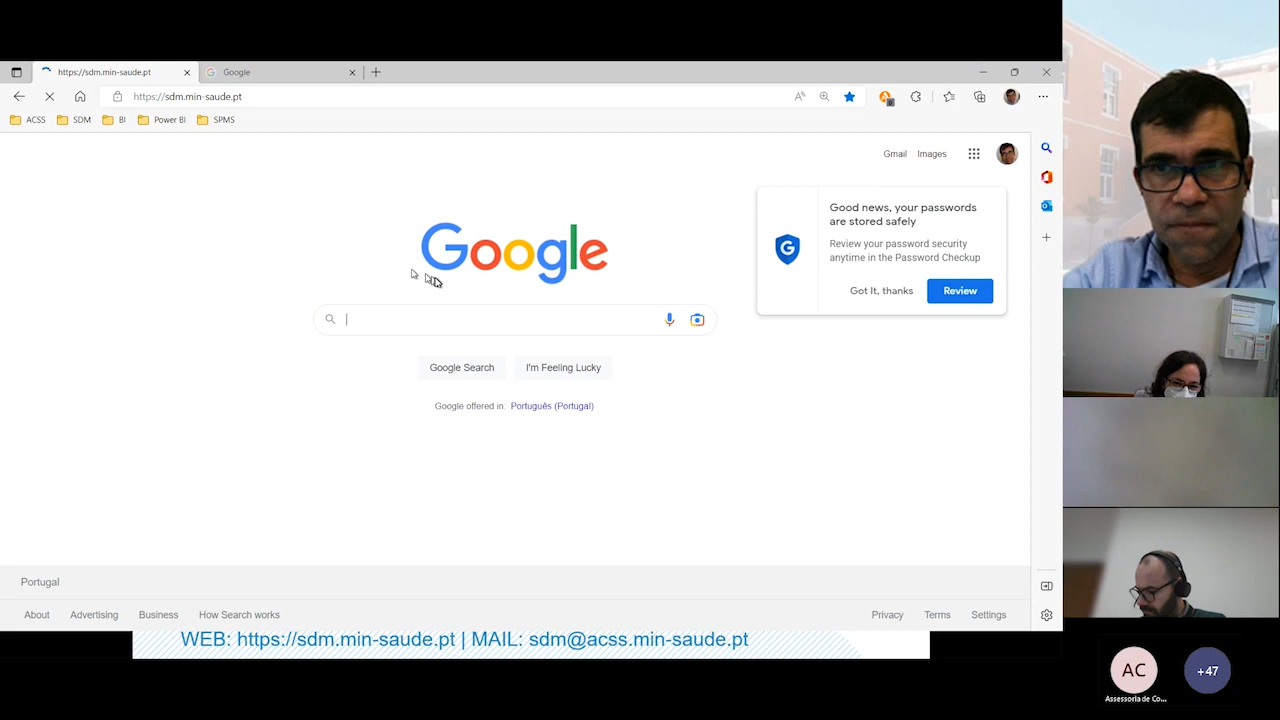 https://sdm.min-saude.pt
Google
https://sdm.min-saude.pt
ACSS
SDM
BI
Power BI
SPMS
Gmail
Images
Good news, your passwords
are stored safely
Review your password security
anytime in the Password Checkup
Got It, thanks
Review
Google
Google Search
I'm Feeling Lucky
Google offered in: Português (Portugal)
Portugal
About
Advertising
Business
How Search works
Privacy
Terms
Settings
WEB: https://sdm.min-saude.pt | MAIL: sdm@acss.min-saude.pt
AC
+47
Assessoria de Co...